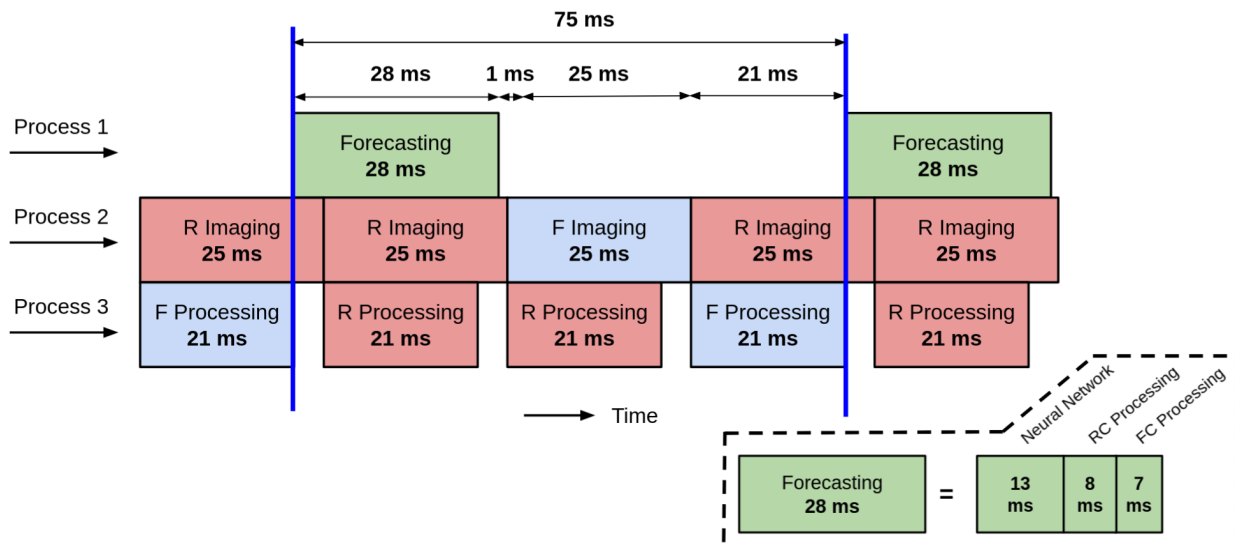 75 ms
28 ms
1 ms
25 ms
21 ms
Process 1
Forecasting
28 ms
Forecasting
28 ms
Process 2
R Imaging
25 ms
R Imaging
25 ms
F Imaging
25 ms
R Imaging
25 ms
R Imaging
25 ms
Process 3
F Processing
21 ms
R Processing
21 ms
R Processing
21 ms
F Processing
21 ms
R Processing
21 ms
Time
Neural Network
RC Processing
FC Processing
Forecasting
28 ms
=
13
ms
8
ms
7
ms